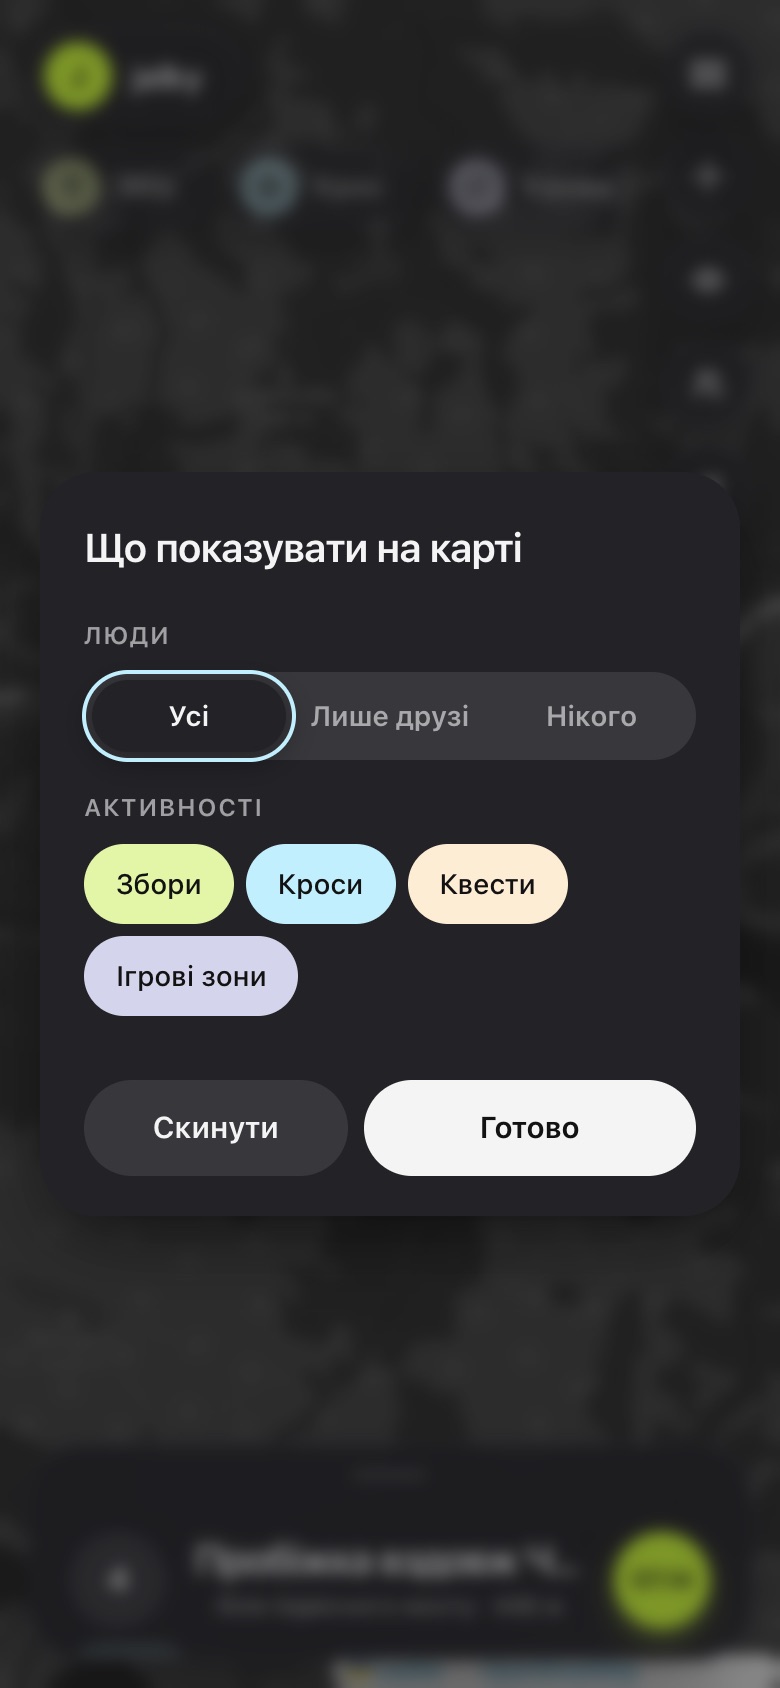 Що показувати на карті
ЛЮДИ
Усі
Лише друзі
Нікого
АКТИВНОСТІ
Збори
Кроси
Квести
Ігрові зони
Скинути
Готово